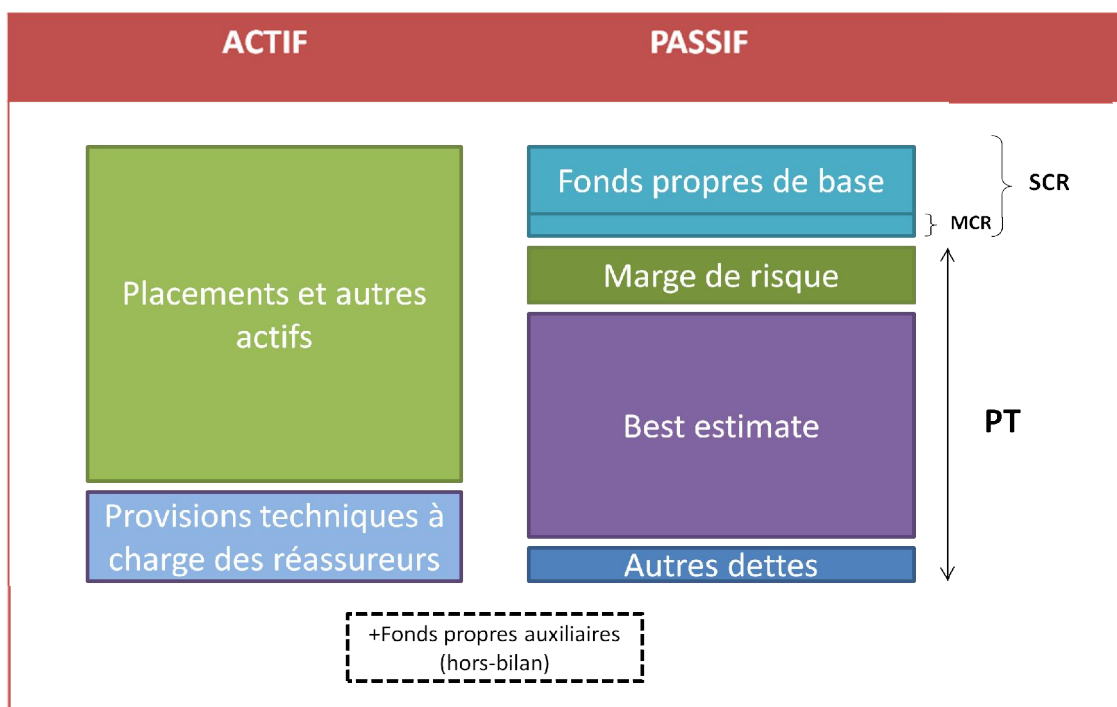 ACTIF
PASSIF
Placements et autres
actifs
Provisions techniques à
charge des réassureurs
Fonds propres de base
Marge de risque
Best estimate
Autres dettes
SCR
MCR
PT
+Fonds propres auxiliaires
(hors-bilan)